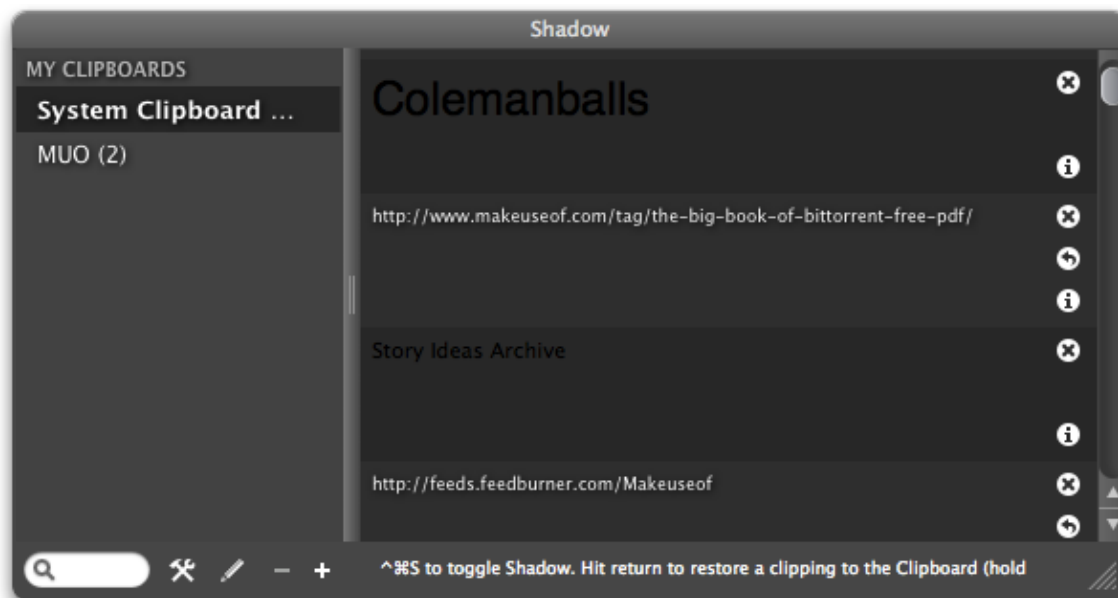 Shadow
MY CLIPBOARDS
System Clipboard ...
MUO (2)
Colemanballs
http://www.makeuseof.com/tag/the-big-book-of-bittorrent-free-pdf/
Story Ideas Archive
http://feeds.feedburner.com/Makeuseof
^⌘S to toggle Shadow. Hit return to restore a clipping to the Clipboard (hold